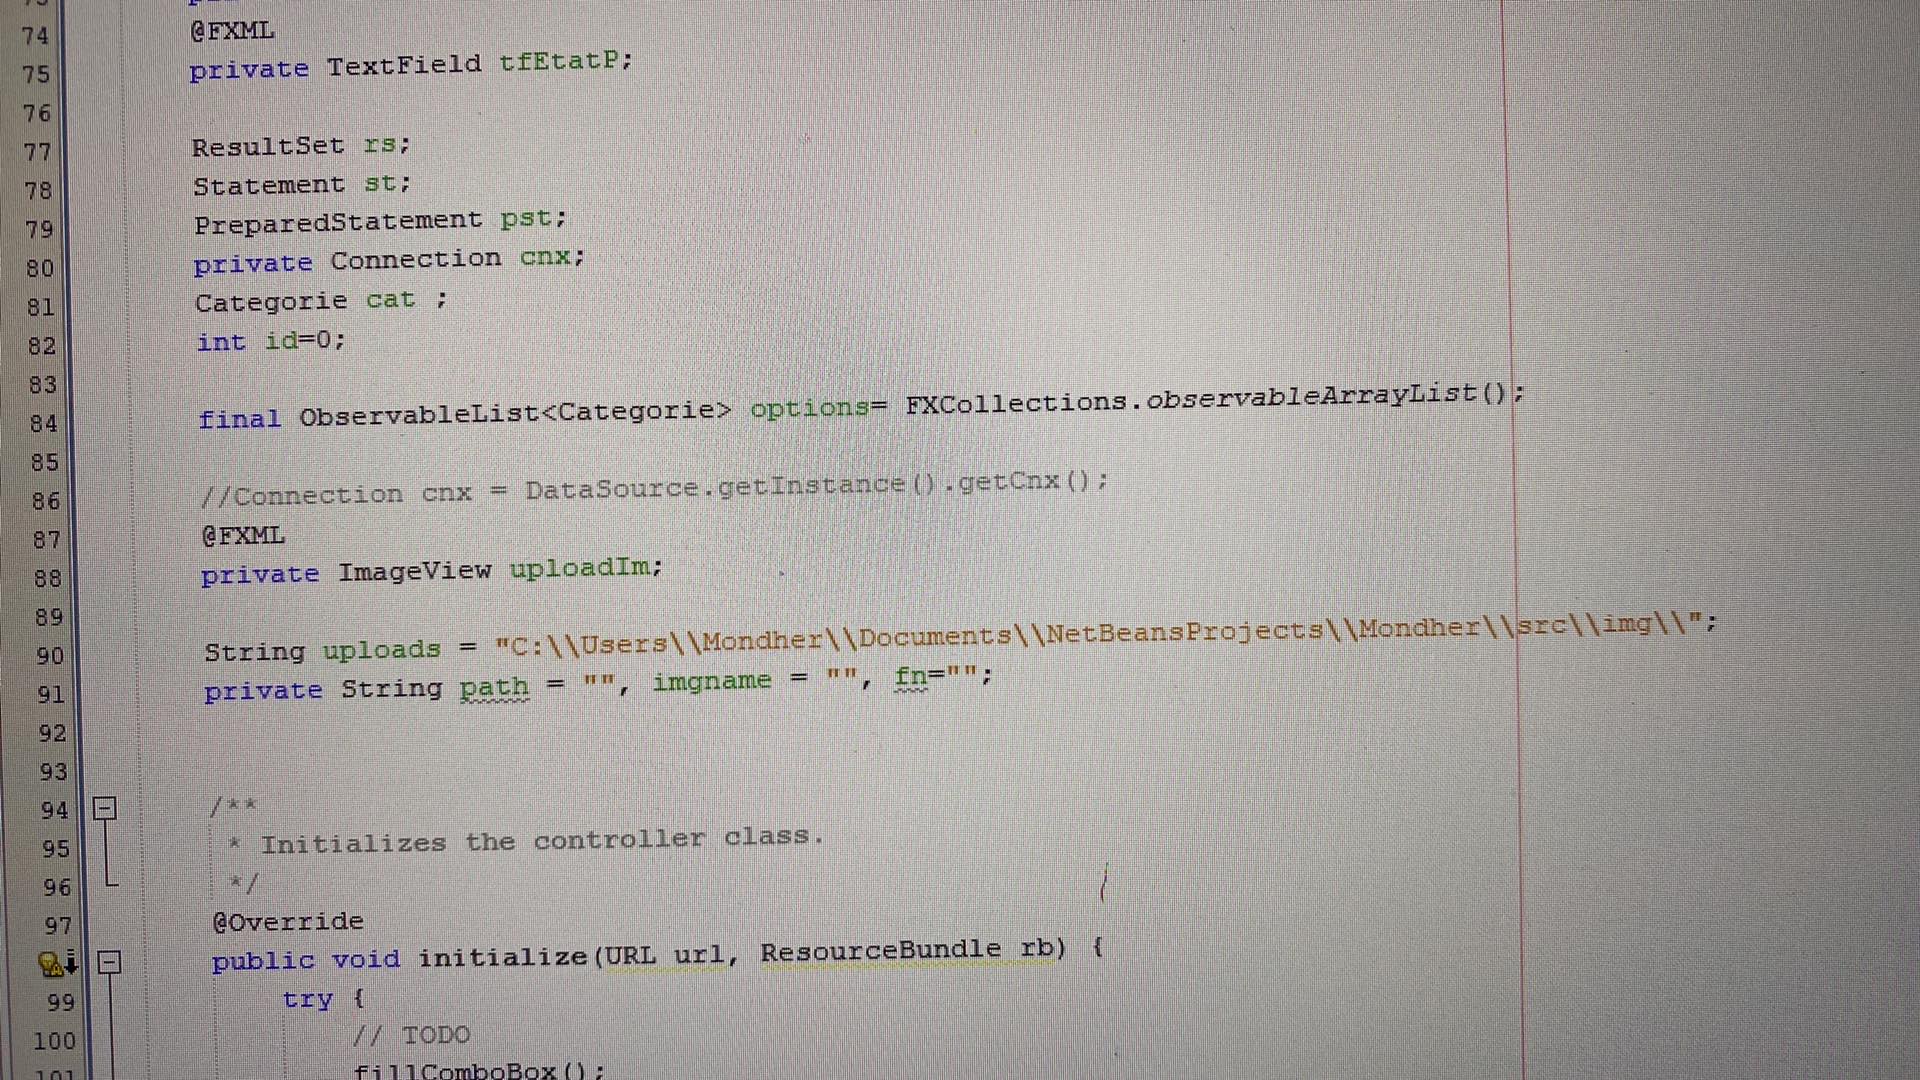 74 @FXML
75 private TextField tfEtatP;
76
77 ResultSet rs;
78 Statement st;
79 PreparedStatement pst;
80 private Connection cnx;
81 Categorie cat ;
82 int id=0;
83
84 final ObservableList<Categorie> options= FXCollections.observableArrayList();
85
86 //Connection cnx = DataSource.getInstance().getCnx();
87 @FXML
88 private ImageView uploadIm;
89
90 String uploads = "C:\\Users\\Mondher\\Documents\\NetBeansProjects\\Mondher\\src\\img\\";
91 private String path = "", imgname = "", fn="";
92
93
94 /**
95 * Initializes the controller class.
96 */
97 @Override
public void initialize(URL url, ResourceBundle rb) {
99 try {
100 // TODO
101 fillComboBox();